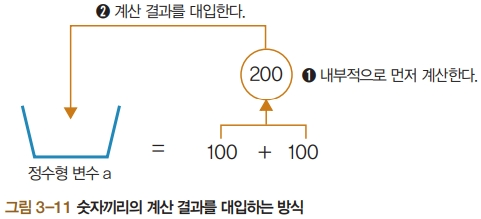 ❷ 계산 결과를 대입한다.
200 ❶ 내부적으로 먼저 계산한다.
= 100 + 100
정수형 변수 a
그림 3-11 숫자끼리의 계산 결과를 대입하는 방식